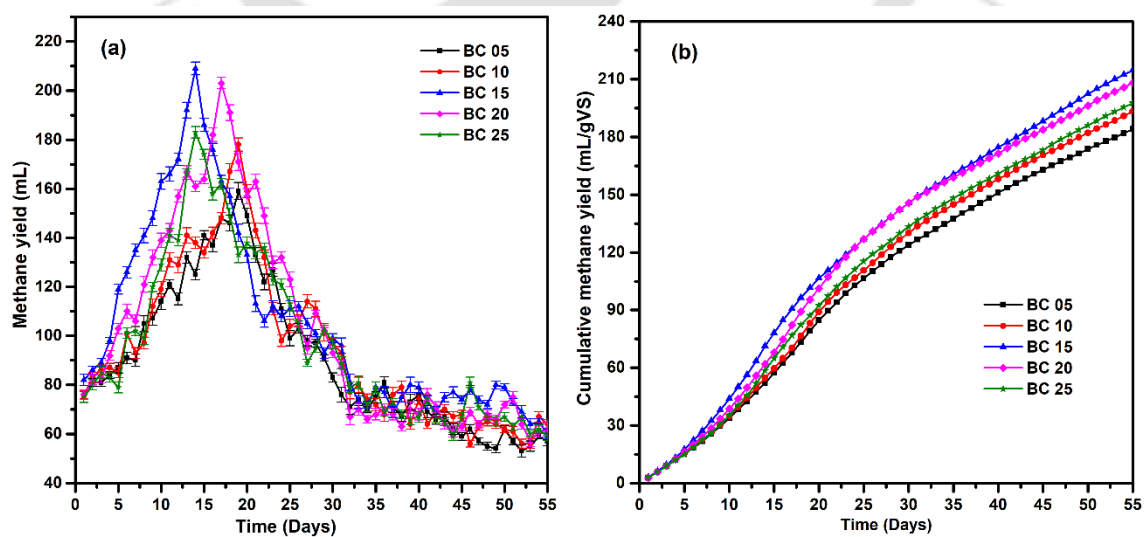 (a)
BC 05
BC 10
BC 15
BC 20
BC 25
Methane yield (mL)
220
200
180
160
140
120
100
80
60
40
0 5 10 15 20 25 30 35 40 45 50 55
Time (Days)
(b)
Cumulative methane yield (mL/gVS)
240
210
180
150
120
90
60
30
0
BC 05
BC 10
BC 15
BC 20
BC 25
0 5 10 15 20 25 30 35 40 45 50 55
Time (Days)